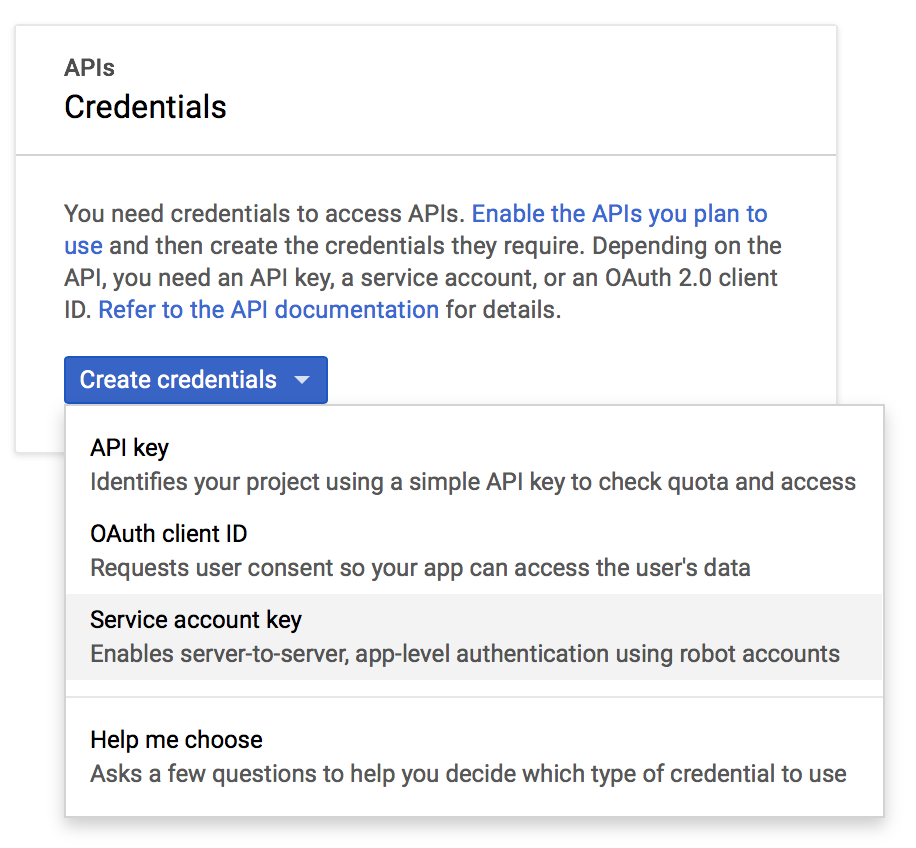 APIs
Credentials
You need credentials to access APIs. Enable the APIs you plan to
use and then create the credentials they require. Depending on the
API, you need an API key, a service account, or an OAuth 2.0 client
ID. Refer to the API documentation for details.
Create credentials
API key
Identifies your project using a simple API key to check quota and access
OAuth client ID
Requests user consent so your app can access the user's data
Service account key
Enables server-to-server, app-level authentication using robot accounts
Help me choose
Asks a few questions to help you decide which type of credential to use